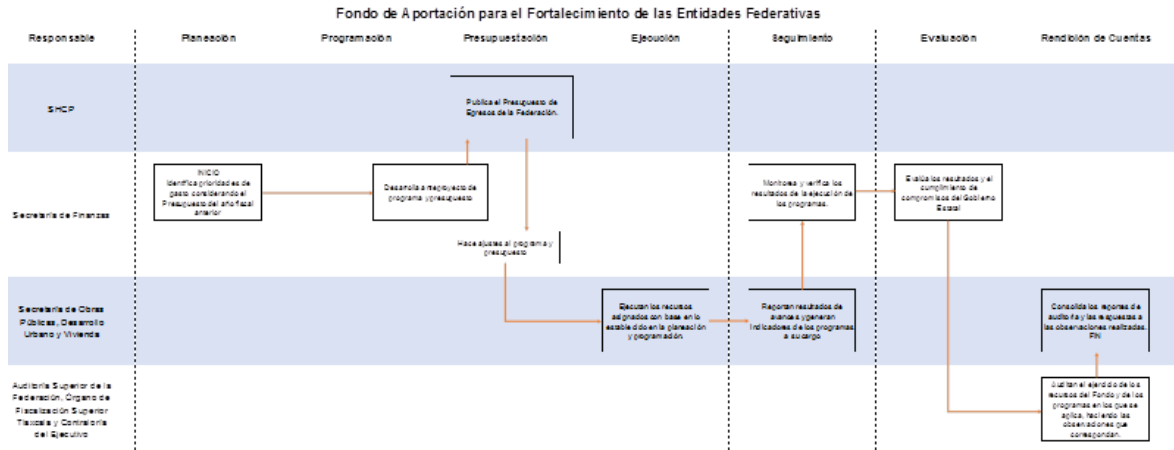 Fondo de Aportación para el Fortalecimiento de las Entidades Federativas
Responsable
Planeación
Programación
Presupuestación
Ejecución
Seguimiento
Evaluación
Rendición de Cuentas
SHCP
Publica el Presupuesto de
Egresos de la Federación.
Secretaría de Finanzas
INICIO
Identifica prioridades de
gasto considerando el
Presupuesto del año fiscal
anterior
Desarrolla anteproyecto de
programa y presupuesto
Hace ajustes al programa y
presupuesto
Monitorea y verifica los
resultados de la ejecución de
los programas.
Evalúa los resultados y el
cumplimiento de
compromisos del Gobierno
Estatal
Secretaría de Obras
Públicas, Desarrollo
Urbano y Vivienda
Ejecutan los recursos
asignados con base en lo
establecido en la planeación
y programación.
Reportan resultados de
avances y generan
indicadores de los programas
a su cargo
Consolida los reportes de
auditoría y las respuestas a
las observaciones realizadas.
FIN
Auditoría Superior de la
Federación, Órgano de
Fiscalización Superior
Tlaxcala y Contraloría
del Ejecutivo
Auditan el ejercicio de los
recursos del Fondo y de los
programas en los que se
aplica, haciendo las
observaciones que
correspondan.